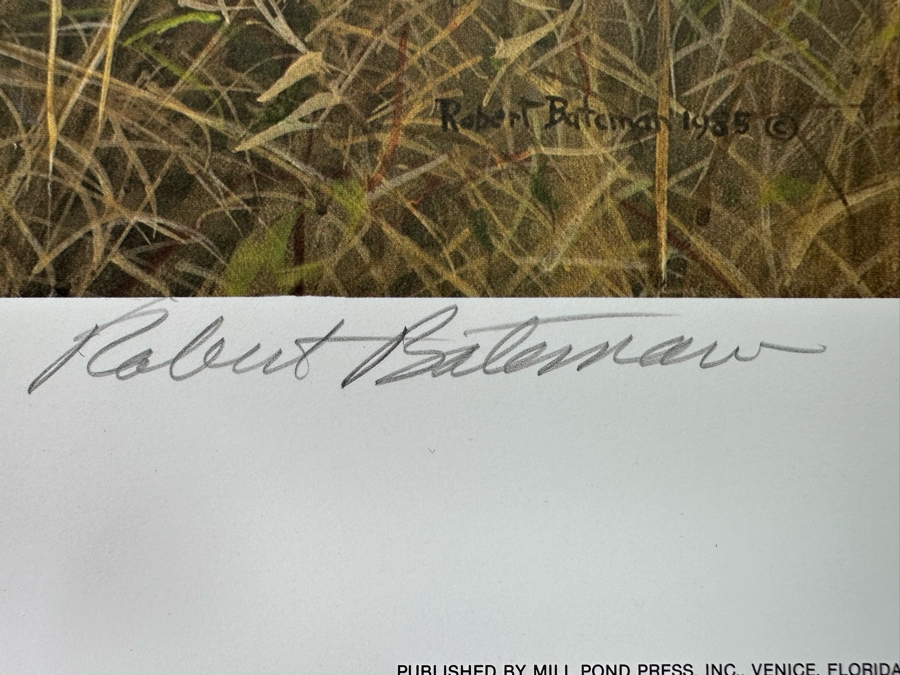 Robert Bateman 1985 ©
Robert Bateman
PUBLISHED BY MILL POND PRESS, INC., VENICE, FLORIDA